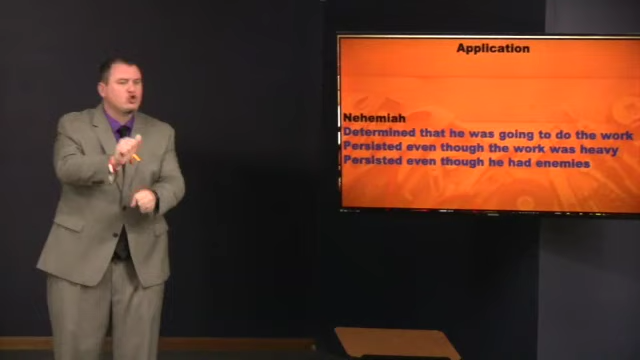 Application
Nehemiah
Determined that he was going to do the work
Persisted even though the work was heavy
Persisted even though he had enemies